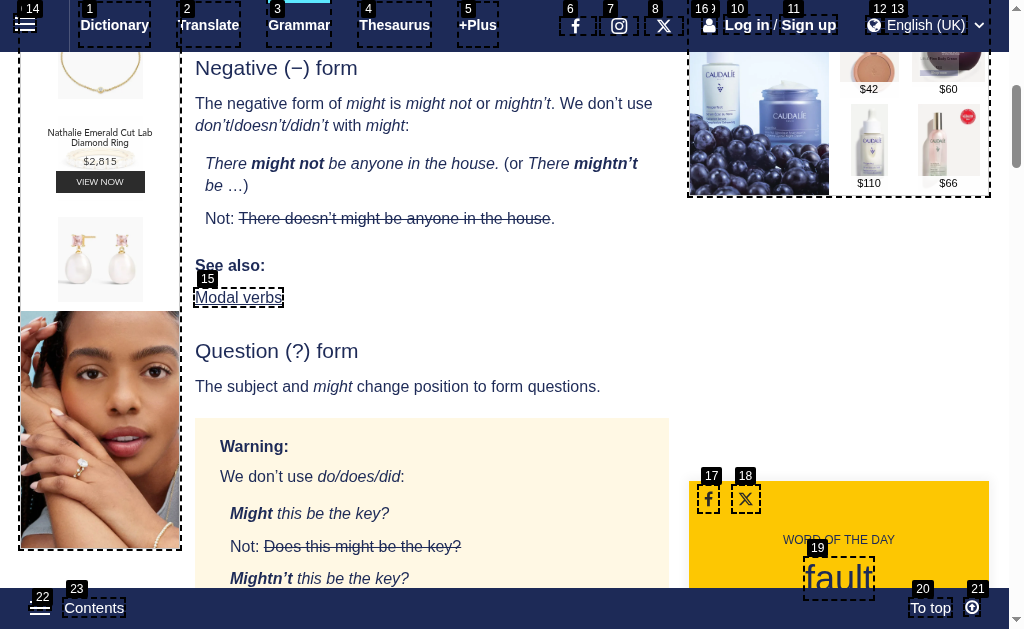 Dictionary
Translate
Grammar
Thesaurus
+Plus
Log in / Sign up
English (UK)
1
2
3
4
5
6
7
8
10
11
12
13
14
16
Nathalie Emerald Cut Lab
Diamond Ring
$2,815
VIEW NOW
Negative (−) form
The negative form of might is might not or mightn’t. We don’t use
don’t/doesn’t/didn’t with might:
There might not be anyone in the house. (or There mightn’t
be …)
Not: There doesn’t might be anyone in the house.
See also:
15
Modal verbs
Question (?) form
The subject and might change position to form questions.
Warning:
We don’t use do/does/did:
Might this be the key?
Not: Does this might be the key?
Mightn’t this be the key?
CAUDALIE
CAUDALIE
$42
$60
$110
$66
17
18
WORD OF THE DAY
19
fault
22
23
Contents
20
21
To top